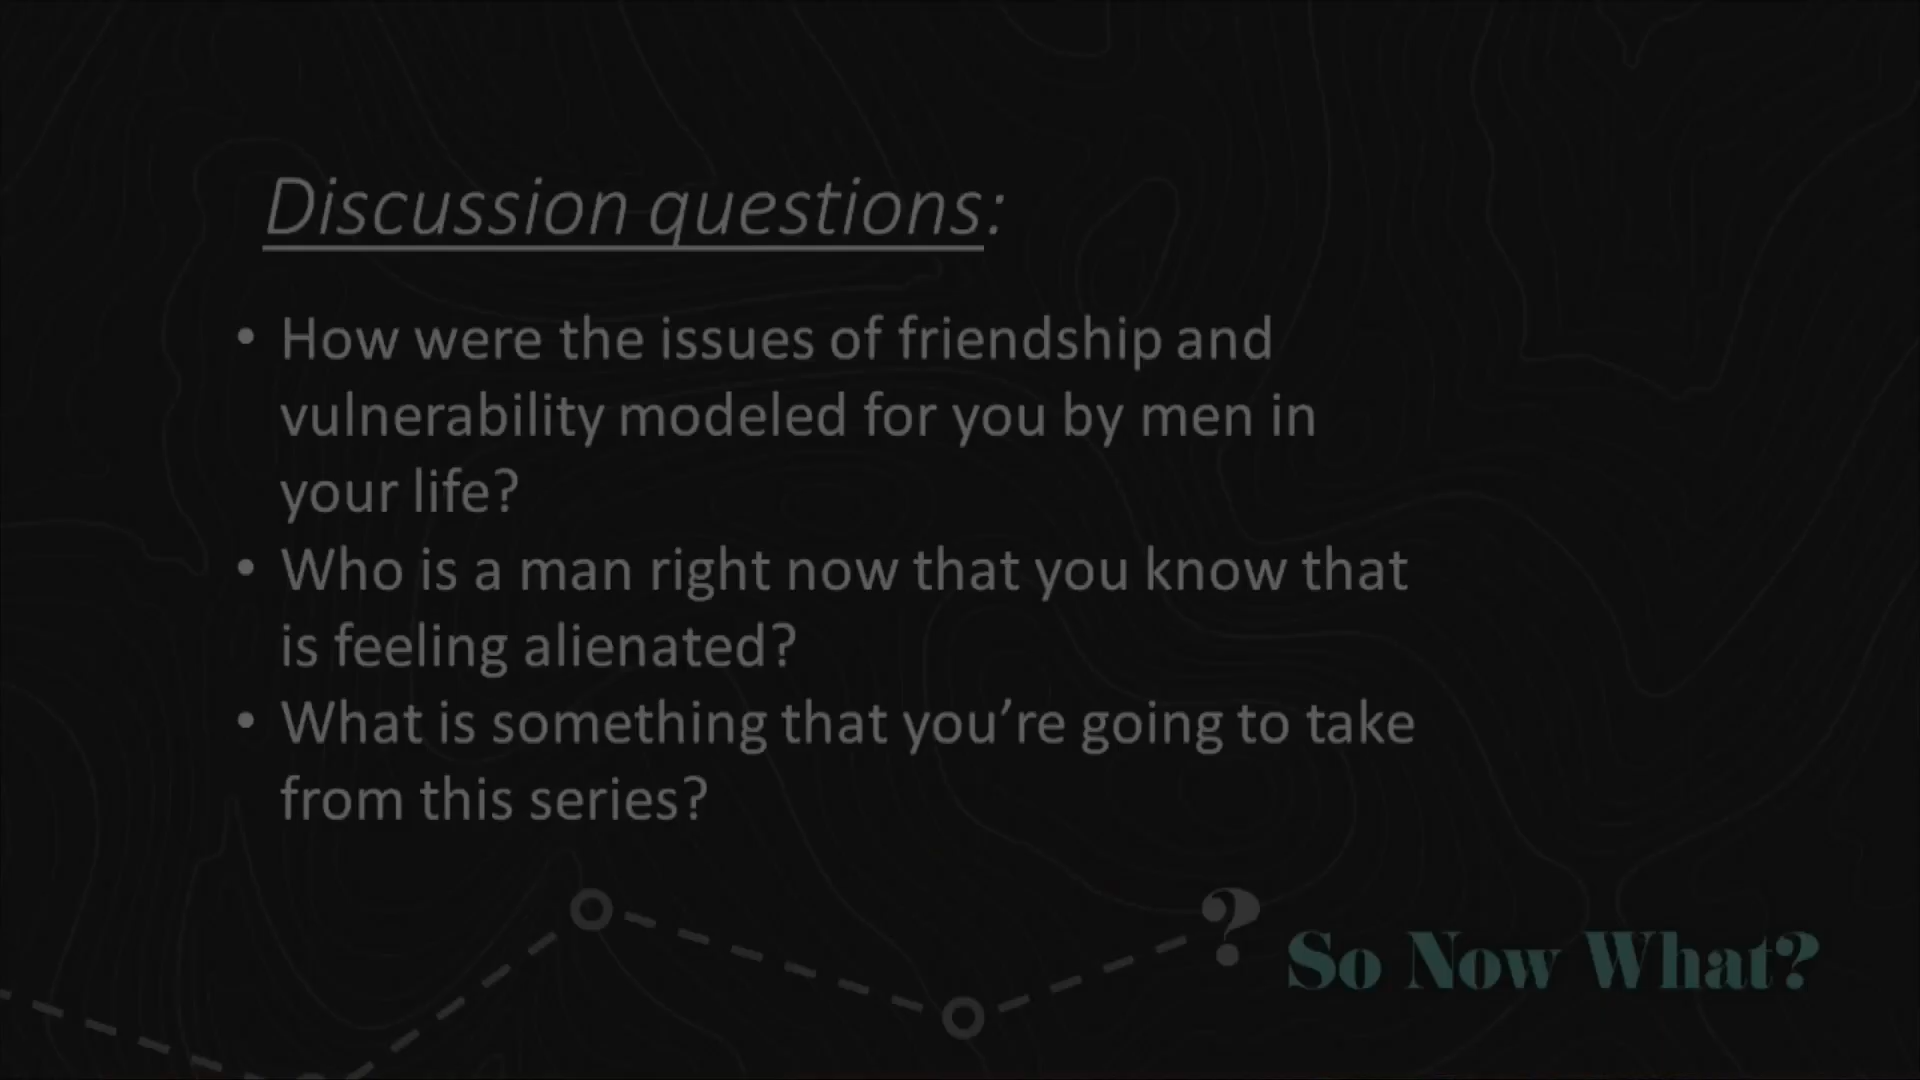 Discussion questions:
• How were the issues of friendship and
vulnerability modeled for you by men in
your life?
• Who is a man right now that you know that
is feeling alienated?
• What is something that you’re going to take
from this series?
?
So Now What?